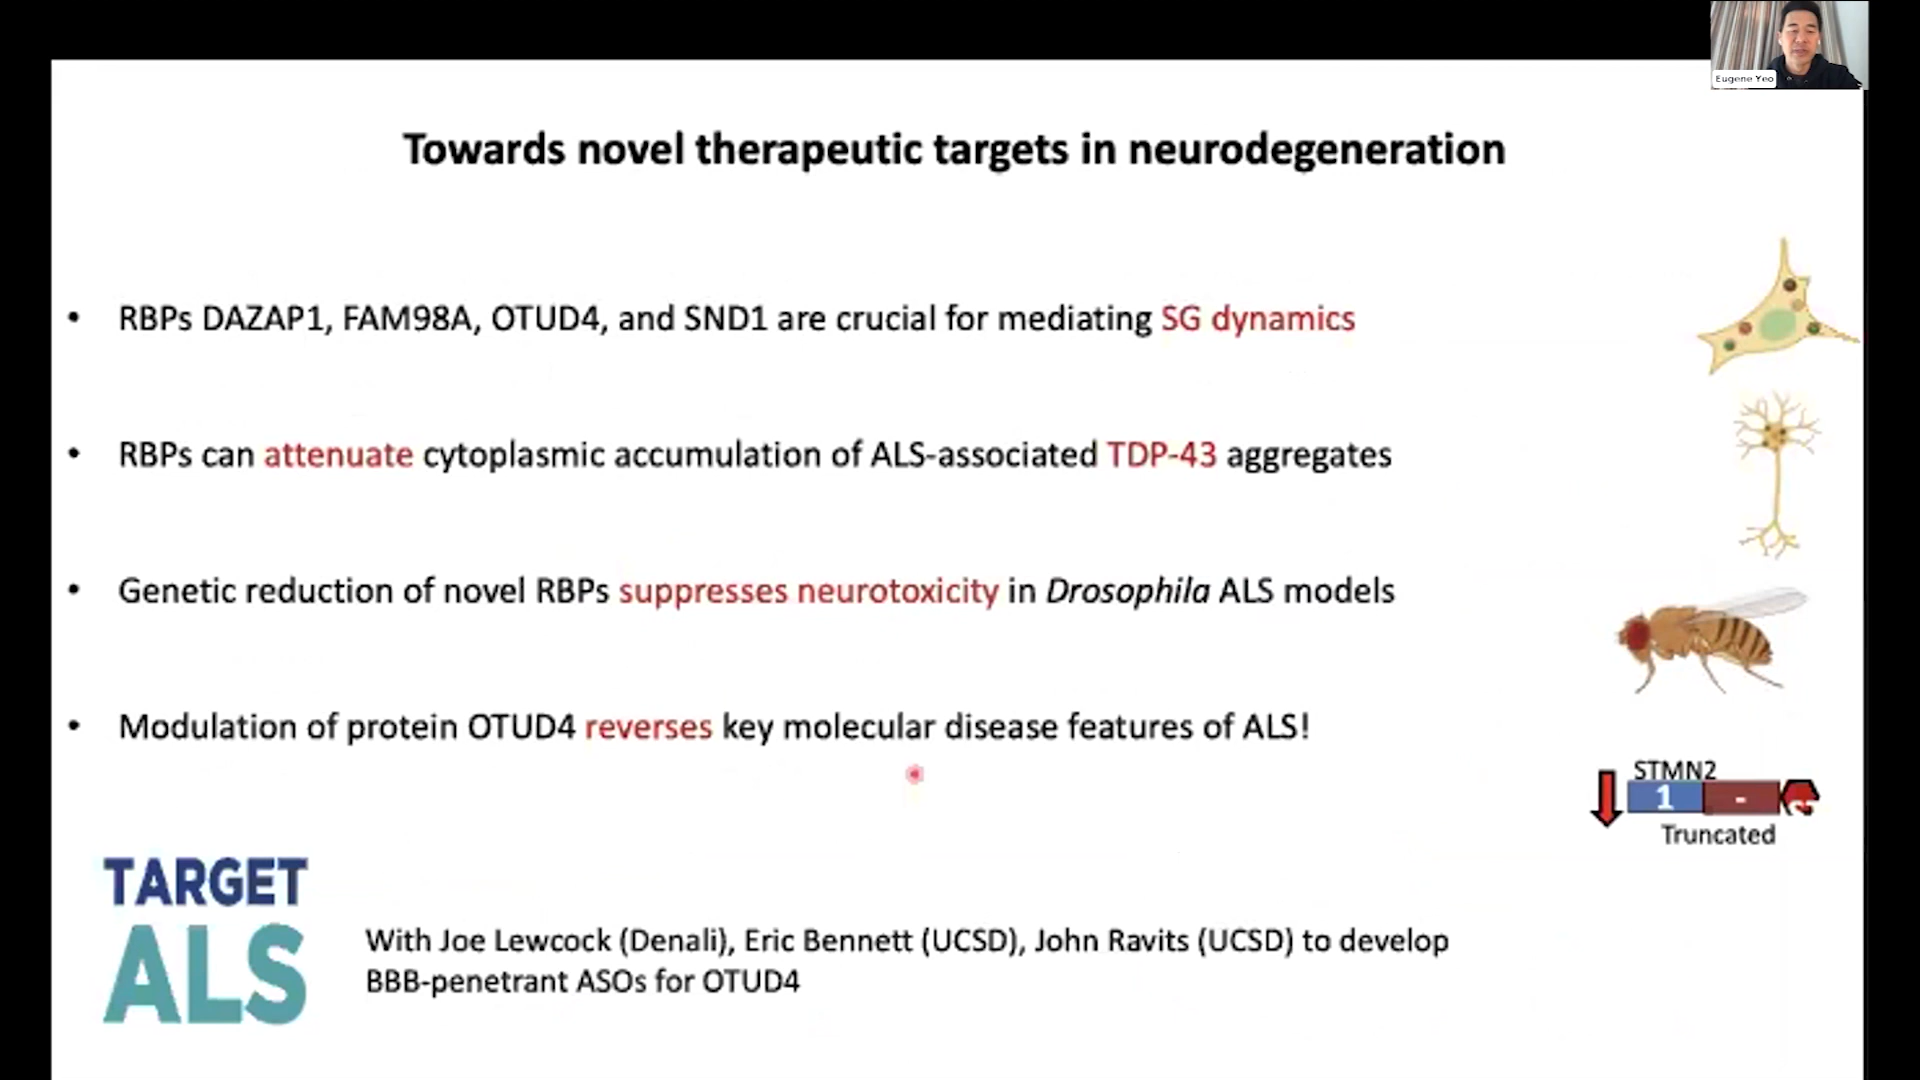 Eugene Yeo
Towards novel therapeutic targets in neurodegeneration
• RBPs DAZAP1, FAM98A, OTUD4, and SND1 are crucial for mediating SG dynamics
• RBPs can attenuate cytoplasmic accumulation of ALS-associated TDP-43 aggregates
• Genetic reduction of novel RBPs suppresses neurotoxicity in Drosophila ALS models
• Modulation of protein OTUD4 reverses key molecular disease features of ALS!
STMN2
1 -
Truncated
TARGET
ALS
With Joe Lewcock (Denali), Eric Bennett (UCSD), John Ravits (UCSD) to develop
BBB-penetrant ASOs for OTUD4